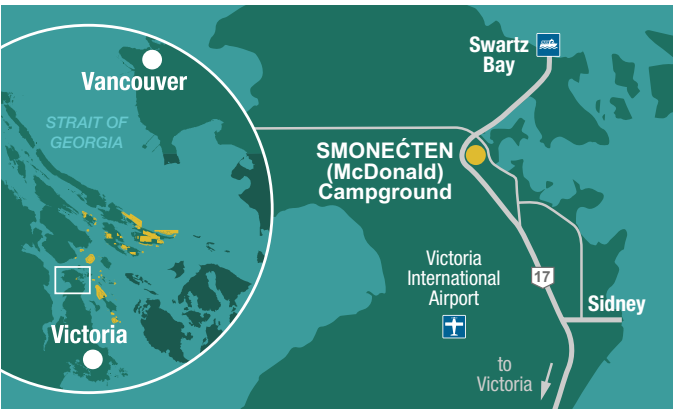 Vancouver
STRAIT OF
GEORGIA
Victoria
Swartz
Bay
SMONEĆTEN
(McDonald)
Campground
Victoria
International
Airport
17
Sidney
to
Victoria